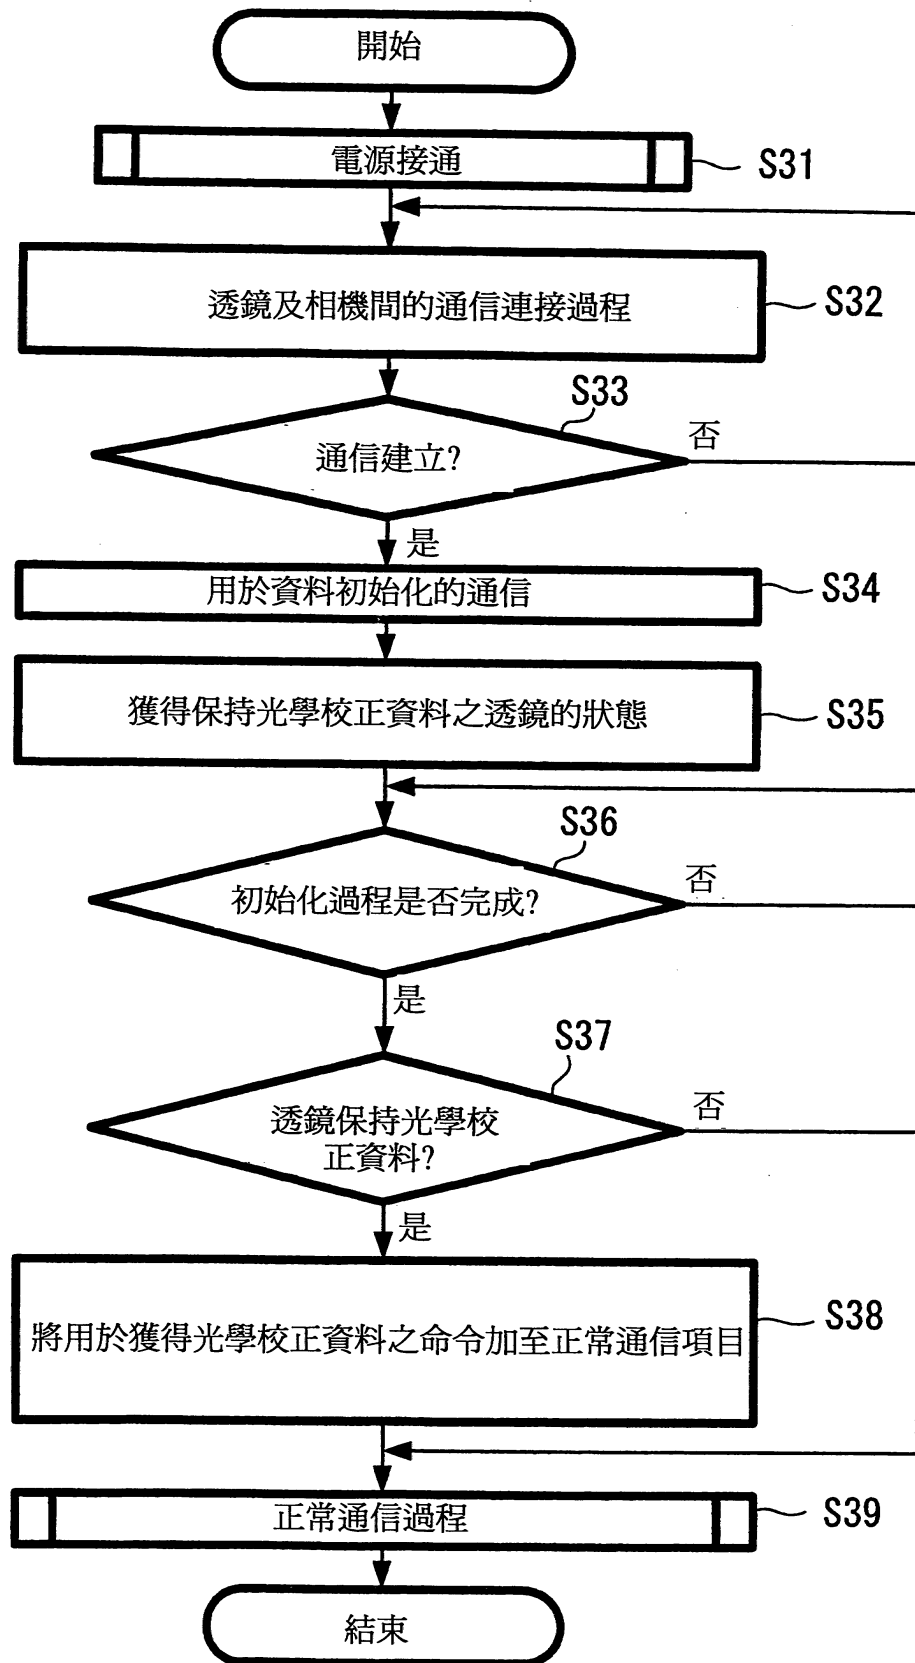 開始
電源接通
S31
透鏡及相機間的通信連接過程
S32
S33
通信建立?
否
是
用於資料初始化的通信
S34
獲得保持光學校正資料之透鏡的狀態
S35
S36
初始化過程是否完成?
否
是
S37
透鏡保持光學校
正資料?
否
是
將用於獲得光學校正資料之命令加至正常通信項目
S38
正常通信過程
S39
結束